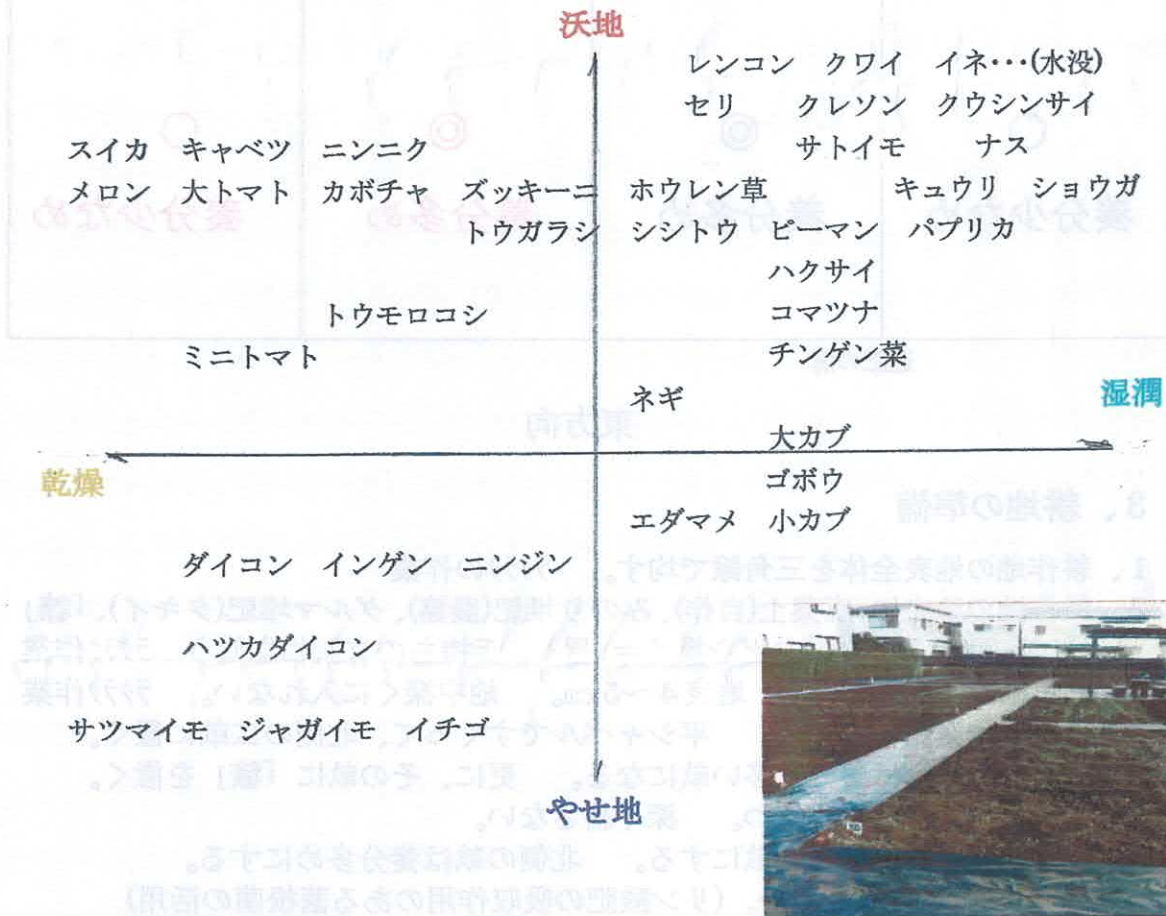 沃地
レンコン クワイ イネ･･･(水没)
セリ クレソン クウシンサイ
スイカ キャベツ ニンニク サトイモ ナス
メロン 大トマト カボチャ ズッキーニ ホウレン草 キュウリ ショウガ
トウガラシ シシトウ ピーマン パプリカ
ハクサイ
トウモロコシ コマツナ
ミニトマト チンゲン菜
ネギ 湿潤
大カブ
乾燥 ゴボウ
エダマメ 小カブ
ダイコン インゲン ニンジン
ハツカダイコン
サツマイモ ジャガイモ イチゴ
やせ地